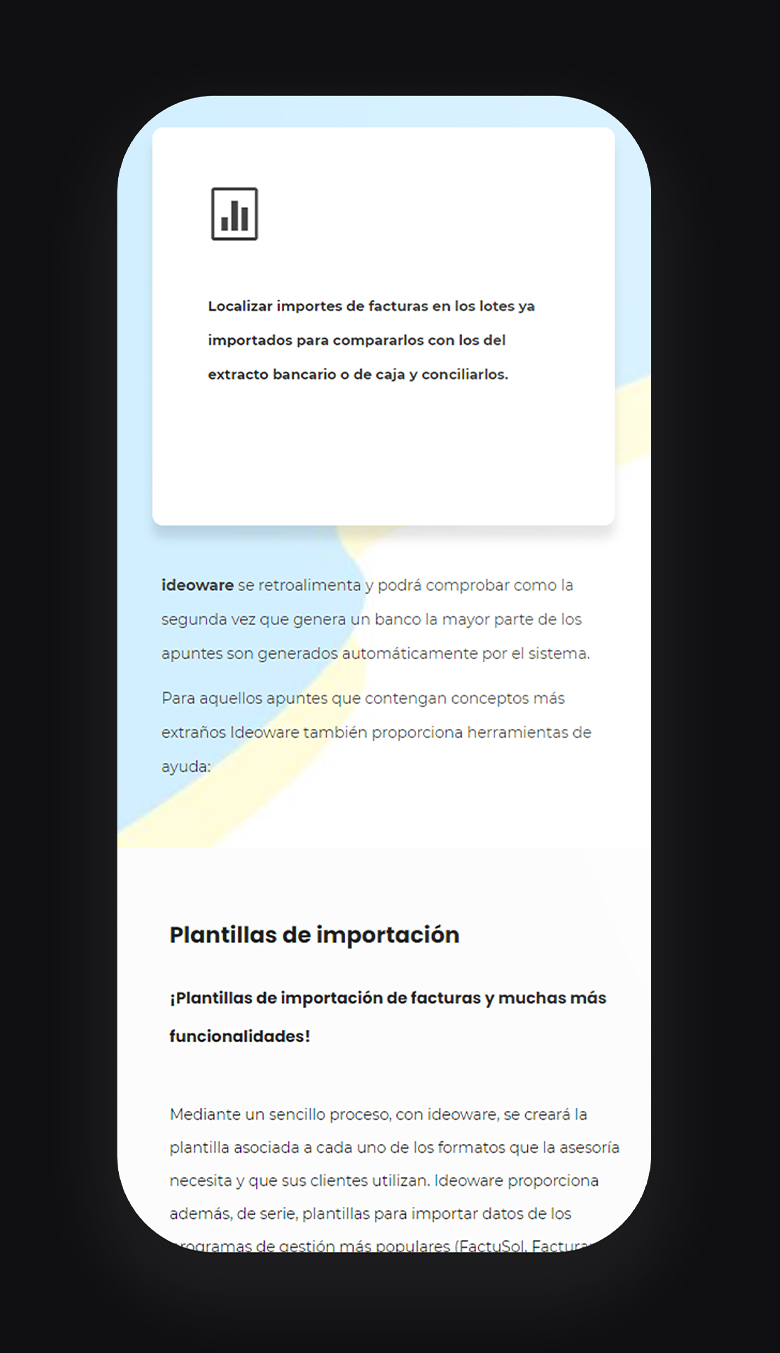 Localizar importes de facturas en los lotes ya
importados para compararlos con los del
extracto bancario o de caja y conciliarlos.
ideoware se retroalimenta y podrá comprobar como la
segunda vez que genera un banco la mayor parte de los
apuntes son generados automáticamente por el sistema.
Para aquellos apuntes que contengan conceptos más
extraños Ideoware también proporciona herramientas de
ayuda:
Plantillas de importación
¡Plantillas de importación de facturas y muchas más
funcionalidades!
Mediante un sencillo proceso, con ideoware, se creará la
plantilla asociada a cada uno de los formatos que la asesoría
necesita y que sus clientes utilizan. Ideoware proporciona
además, de serie, plantillas para importar datos de los
programas de gestión más populares (FactuSol,